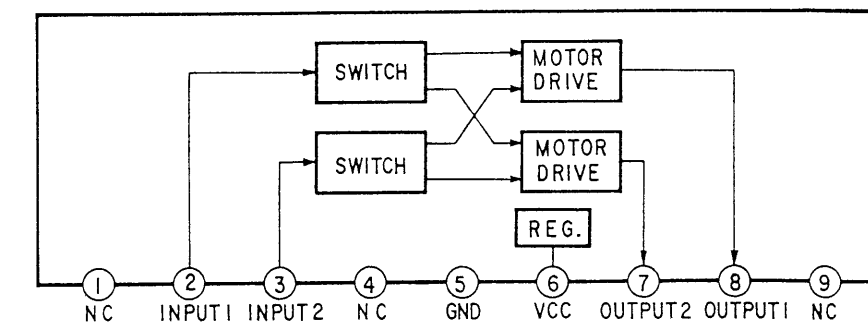 SWITCH
MOTOR
DRIVE
SWITCH
MOTOR
DRIVE
REG.
1 2 3 4 5 6 7 8 9
NC INPUT1 INPUT2 NC GND VCC OUTPUT2 OUTPUT1 NC